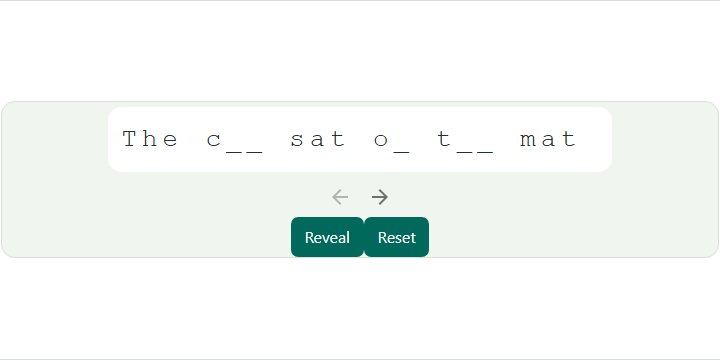 The c__ sat o_ t__ mat
Reveal Reset